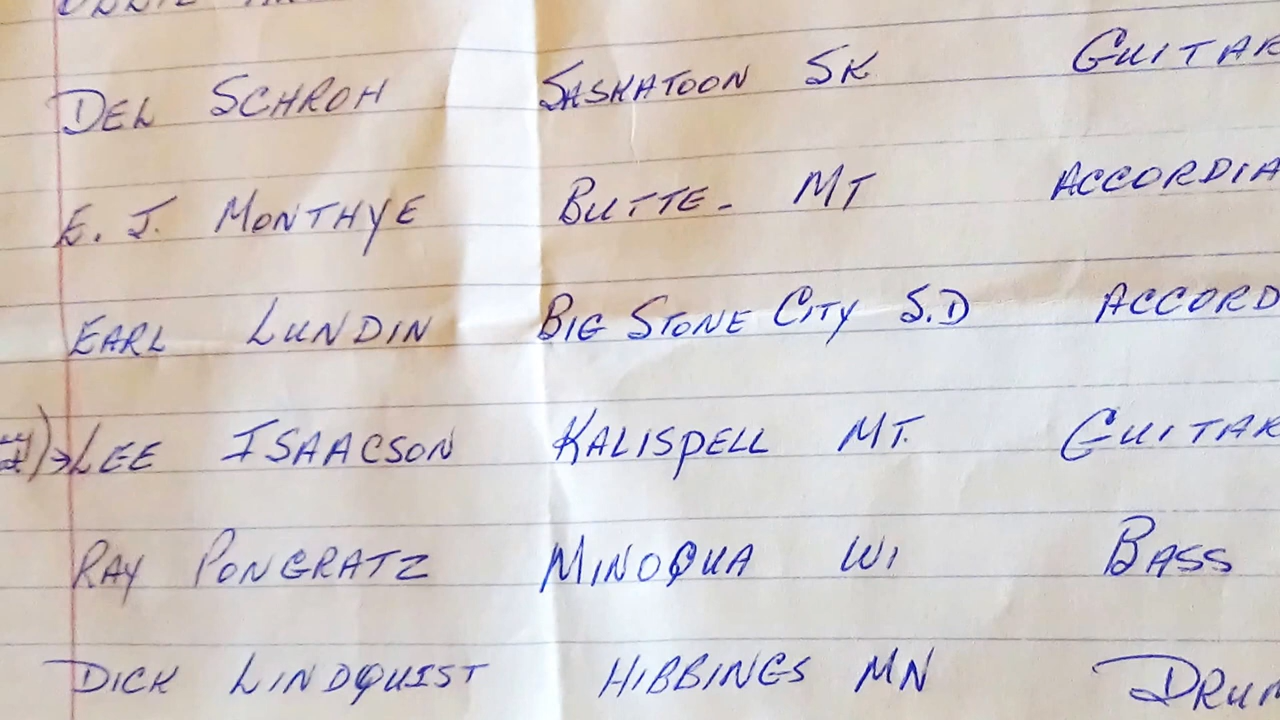 DEL SCHROH SASKATOON SK GUITAR
E. J. MONTHYE BUTTE - MT ACCORDIA
EARL LUNDIN BIG STONE CITY S.D ACCORD
LEE ISAACSON KALISPELL MT. GUITAR
RAY PONGRATZ MINOQUA WI BASS
DICK LINDQUIST HIBBINGS MN DRUM